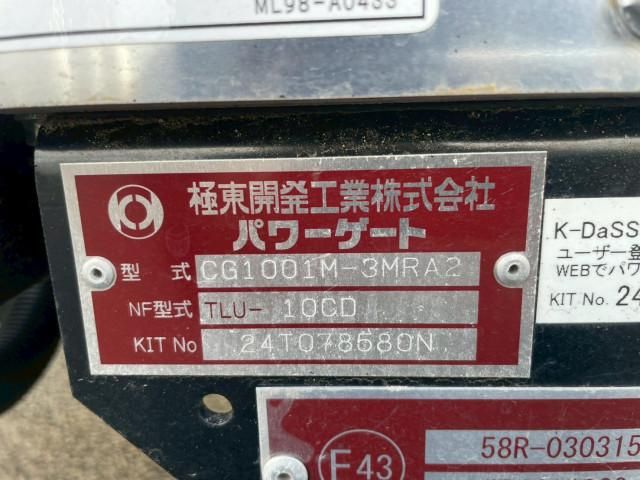 ML98-A0433
極東開発工業株式会社
パワーゲート
型 式 CG1001M-3MRA2
NF型式 TLU- 10CD
KIT No 24T078680N
K-DaSS
ユーザー登
WEBでパワ
KIT No. 24
E43
58R-030315